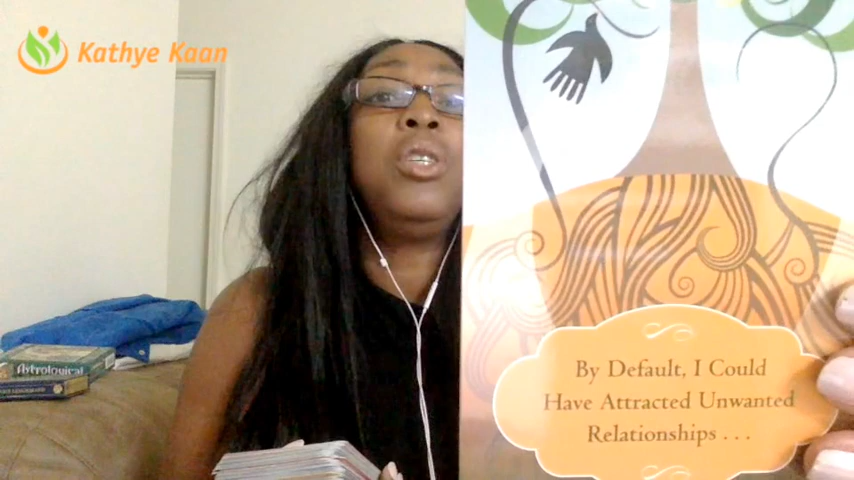 Kathye Kaan
Astrological
By Default, I Could
Have Attracted Unwanted
Relationships . . .